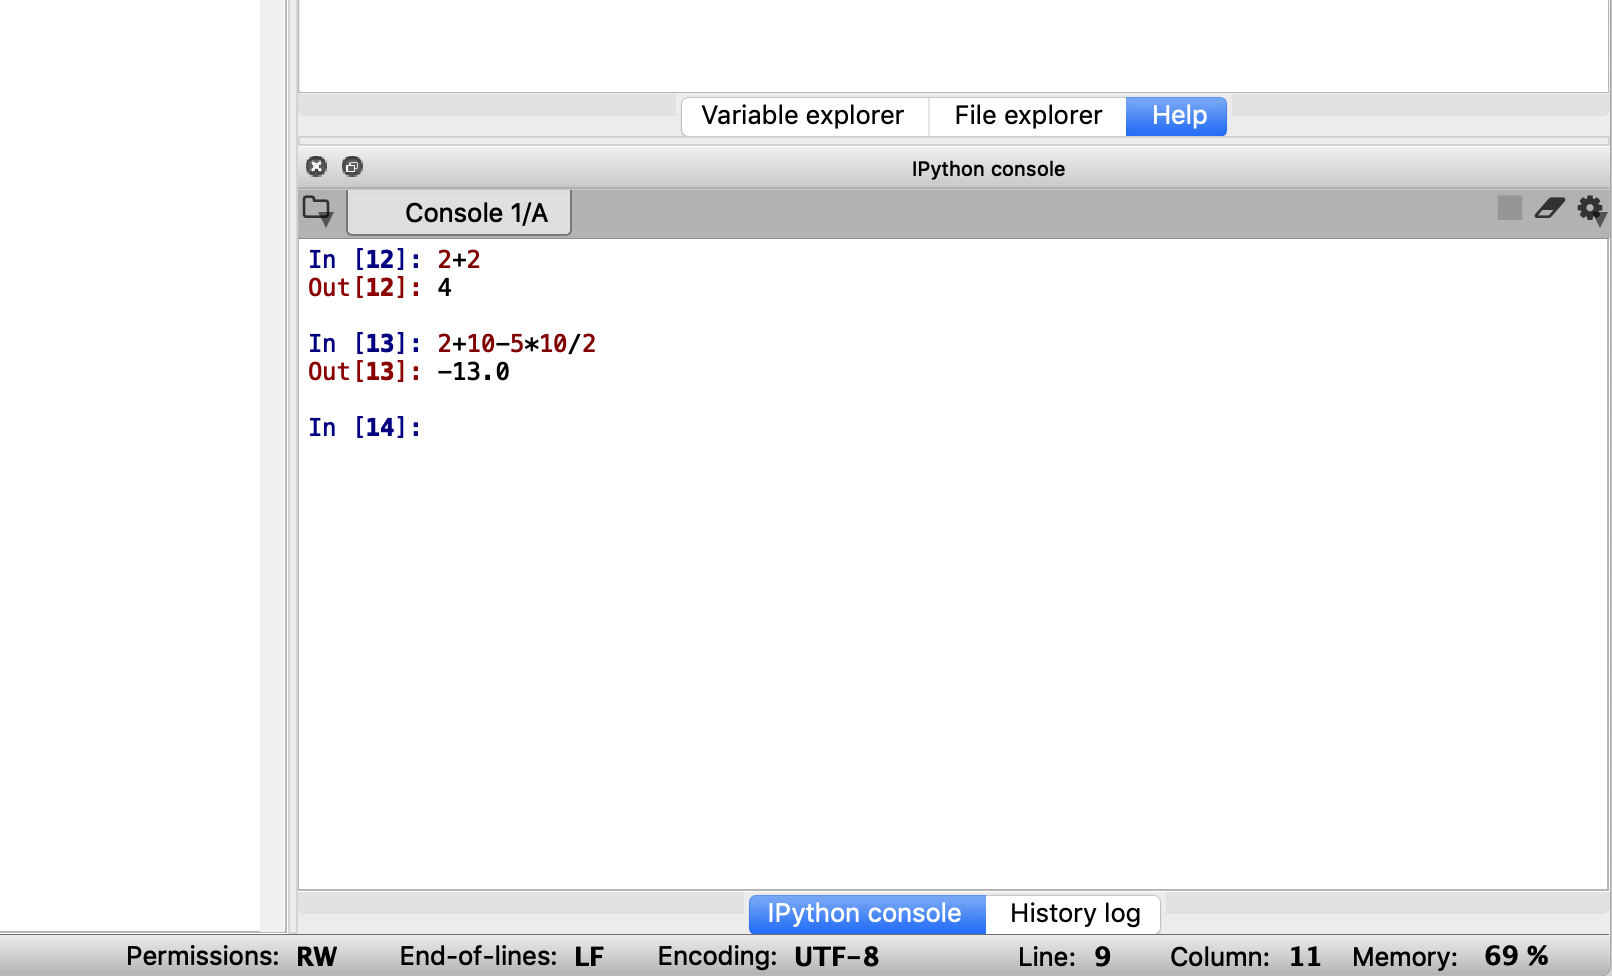 Variable explorer File explorer Help
IPython console
Console 1/A
In [12]: 2+2
Out[12]: 4
In [13]: 2+10-5*10/2
Out[13]: -13.0
In [14]:
IPython console History log
Permissions: RW End-of-lines: LF Encoding: UTF-8 Line: 9 Column: 11 Memory: 69 %